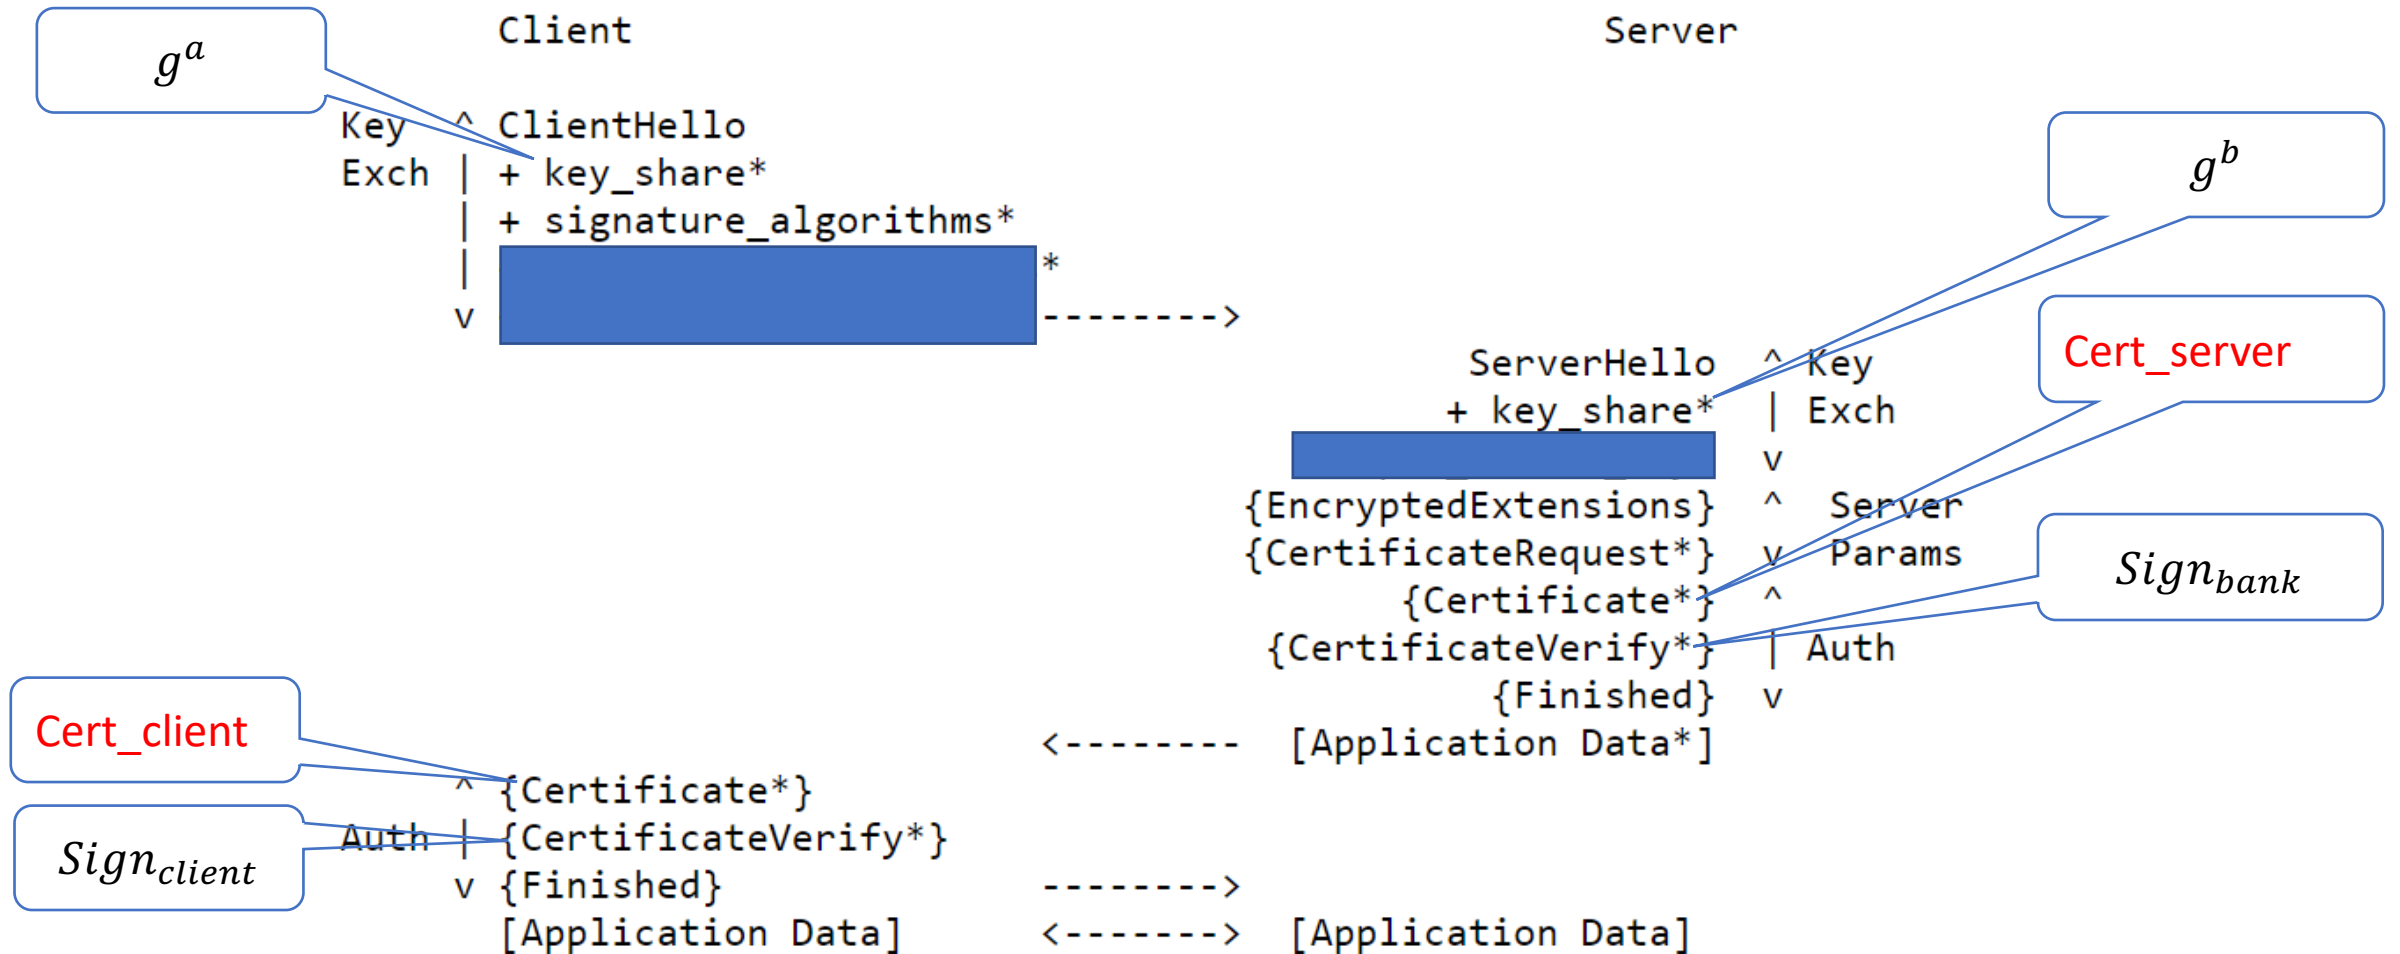 Client Server
g^a
Key ^ ClientHello
Exch | + key_share*
| + signature_algorithms*
| *
v -------->
g^b
ServerHello ^ Key
+ key_share* | Exch
v
Cert_server
{EncryptedExtensions} ^ Server
{CertificateRequest*} v Params
{Certificate*} ^
{CertificateVerify*} | Auth
{Finished} v
Sign_bank
<-------- [Application Data*]
Cert_client
^ {Certificate*}
Auth | {CertificateVerify*}
v {Finished} -------->
Sign_client
[Application Data] <-------> [Application Data]